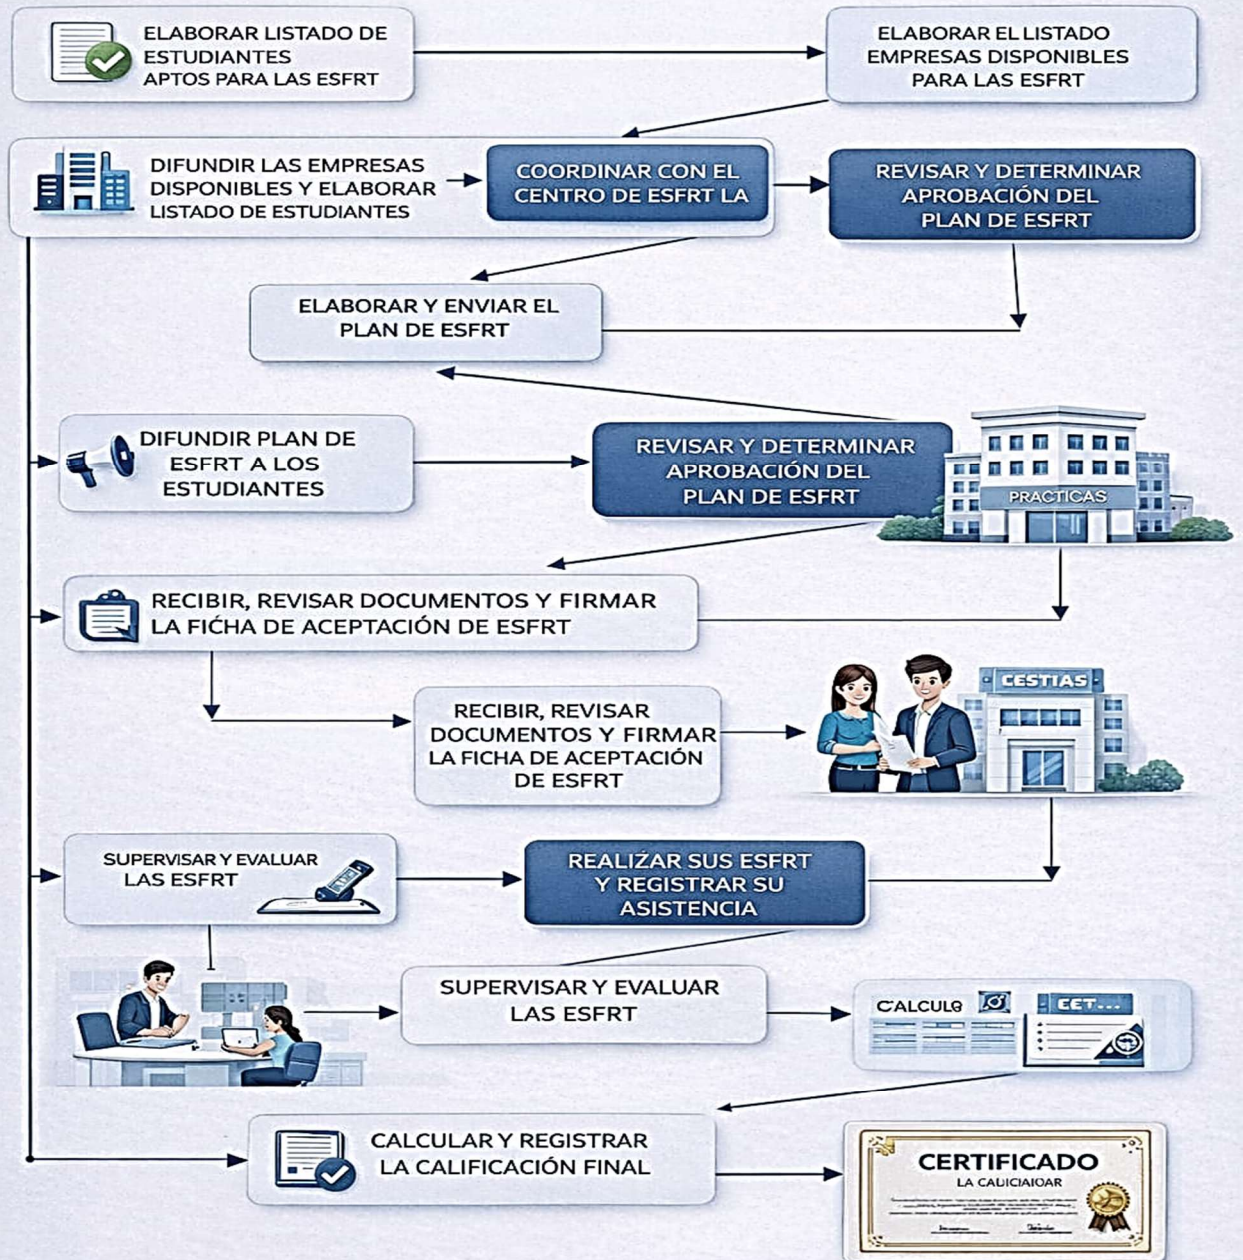 ELABORAR LISTADO DE
ESTUDIANTES
APTOS PARA LAS ESFRT
ELABORAR EL LISTADO
EMPRESAS DISPONIBLES
PARA LAS ESFRT
DIFUNDIR LAS EMPRESAS
DISPONIBLES Y ELABORAR
LISTADO DE ESTUDIANTES
COORDINAR CON EL
CENTRO DE ESFRT LA
REVISAR Y DETERMINAR
APROBACIÓN DEL
PLAN DE ESFRT
ELABORAR Y ENVIAR EL
PLAN DE ESFRT
DIFUNDIR PLAN DE
ESFRT A LOS
ESTUDIANTES
REVISAR Y DETERMINAR
APROBACIÓN DEL
PLAN DE ESFRT
PRACTICAS
RECIBIR, REVISAR DOCUMENTOS Y FIRMAR
LA FICHA DE ACEPTACIÓN DE ESFRT
RECIBIR, REVISAR
DOCUMENTOS Y FIRMAR
LA FICHA DE ACEPTACIÓN
DE ESFRT
CESTIAS
SUPERVISAR Y EVALUAR
LAS ESFRT
REALIZAR SUS ESFRT
Y REGISTRAR SU
ASISTENCIA
SUPERVISAR Y EVALUAR
LAS ESFRT
CALCULO
EET...
CALCULAR Y REGISTRAR
LA CALIFICACIÓN FINAL
CERTIFICADO
LA